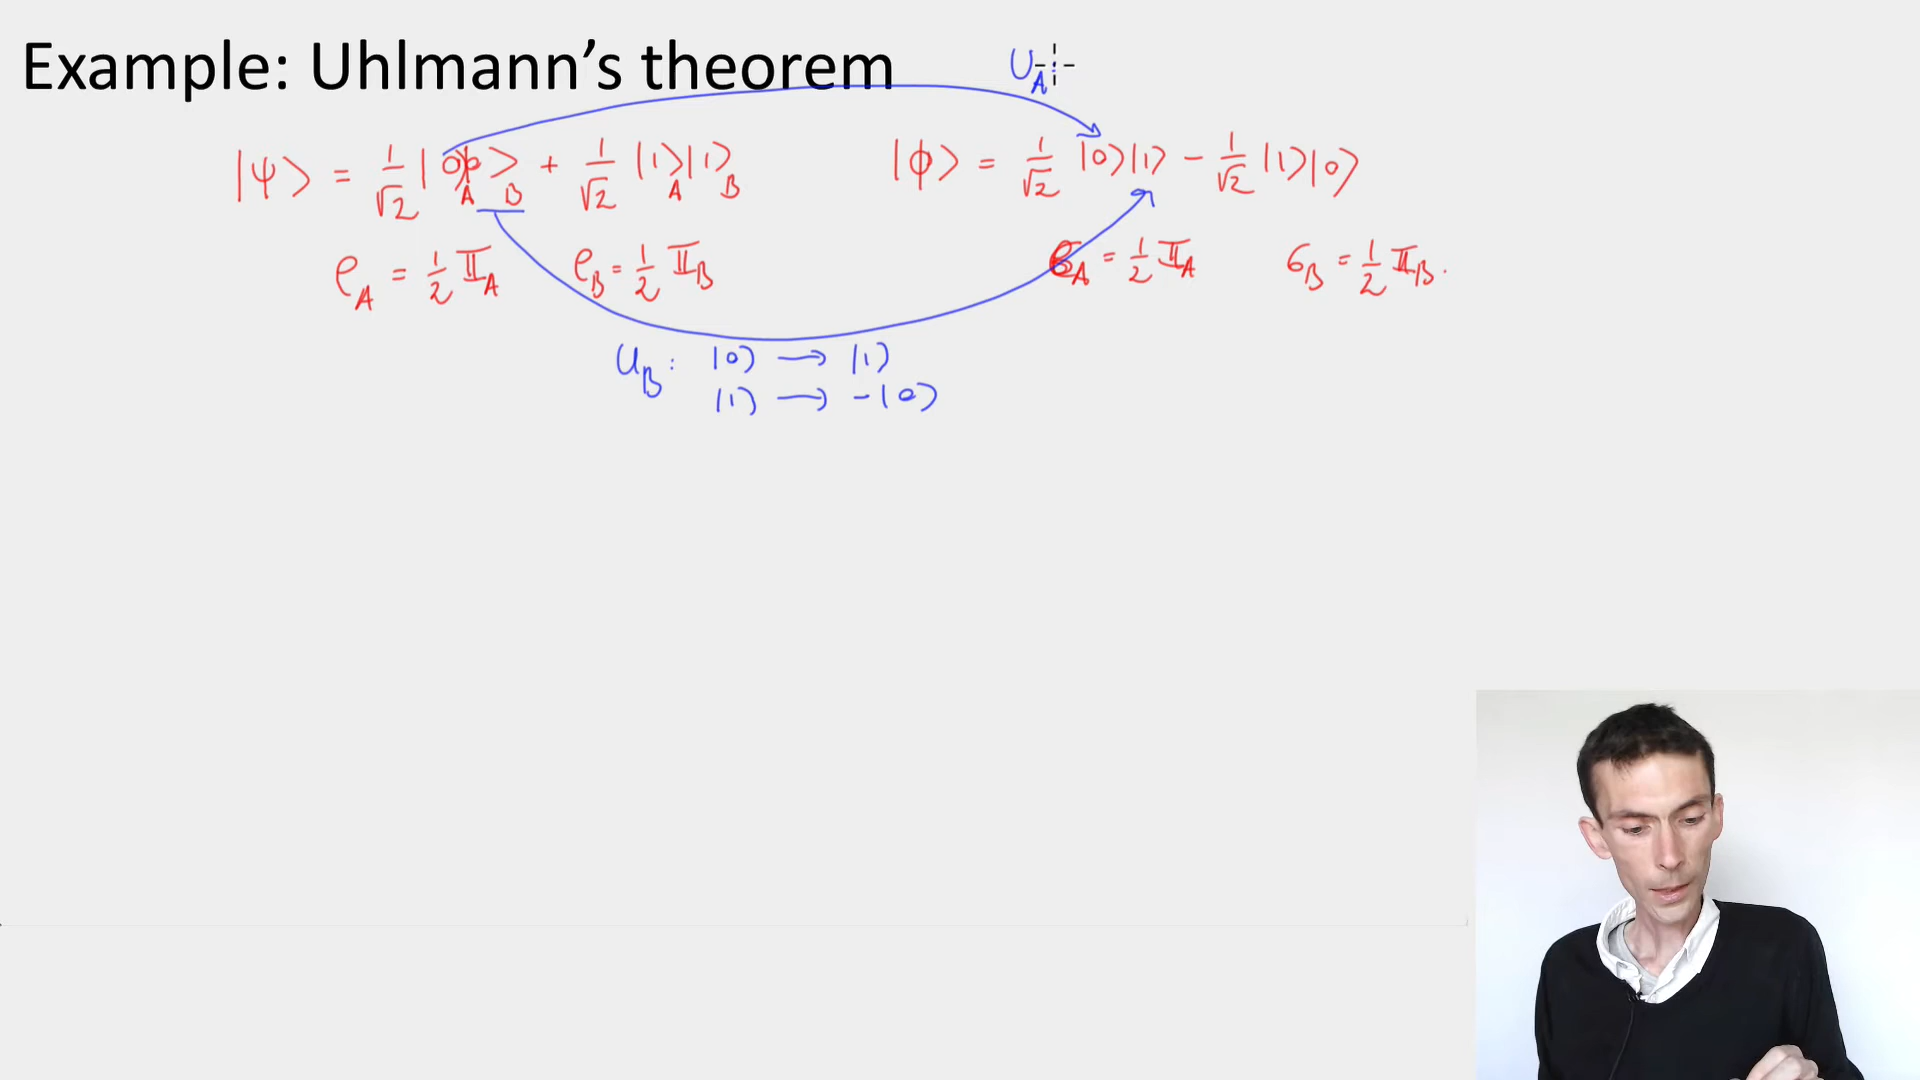 Example: Uhlmann's theorem
U_A :
|ψ> = 1/√2 |0>_A |0>_B + 1/√2 |1>_A |1>_B
|ϕ> = 1/√2 |0>|1> - 1/√2 |1>|0>
ρ_A = 1/2 𝕀_A
ρ_B = 1/2 𝕀_B
σ_A = 1/2 𝕀_A
σ_B = 1/2 𝕀_B.
U_B : |0> → |1>
|1> → -|0>